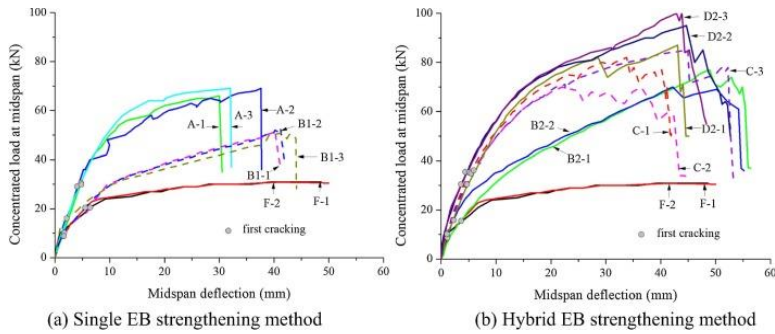 (a)
Concentrated load at midspan (kN)
100
80
60
40
20
0
A-1
A-3
A-2
B1-2
B1-3
B1-1
F-2
F-1
first cracking
0 10 20 30 40 50 60
Midspan deflection (mm)
(a) Single EB strengthening method
(b)
Concentrated load at midspan (kN)
100
80
60
40
20
0
D2-3
D2-2
C-3
B2-2
B2-1
C-1
D2-1
C-2
F-2
F-1
first cracking
0 10 20 30 40 50 60
Midspan deflection (mm)
(b) Hybrid EB strengthening method